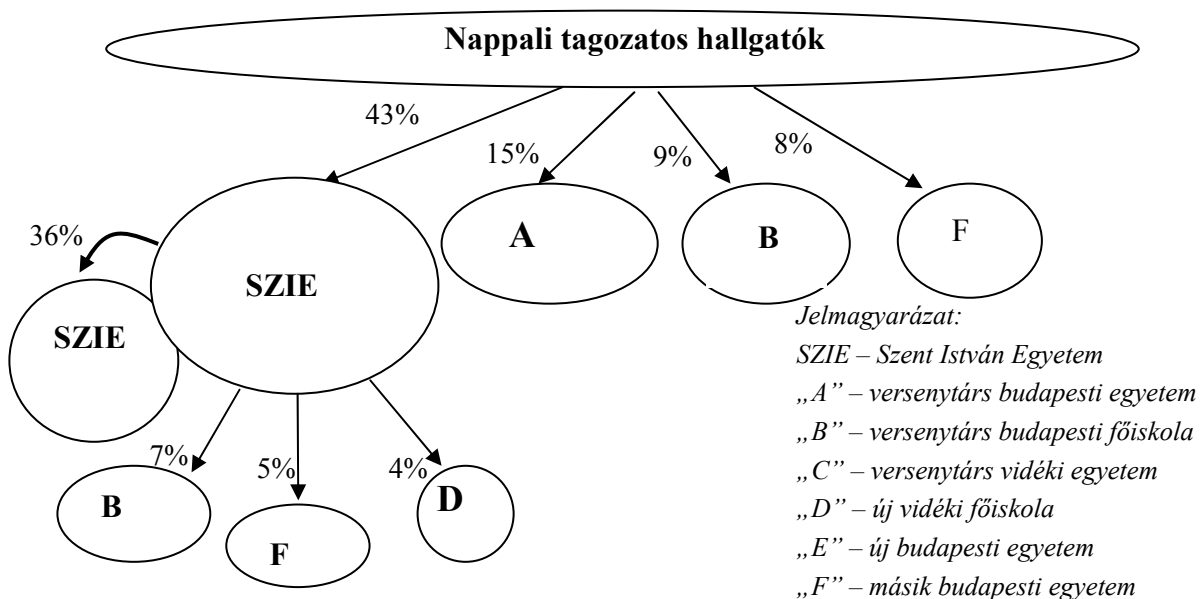 Nappali tagozatos hallgatók
43%
15%
9%
8%
36%
SZIE
A
B
F
SZIE
7%
5%
4%
B
F
D
Jelmagyarázat:
SZIE – Szent István Egyetem
„A” – versenytárs budapesti egyetem
„B” – versenytárs budapesti főiskola
„C” – versenytárs vidéki egyetem
„D” – új vidéki főiskola
„E” – új budapesti egyetem
„F” – másik budapesti egyetem